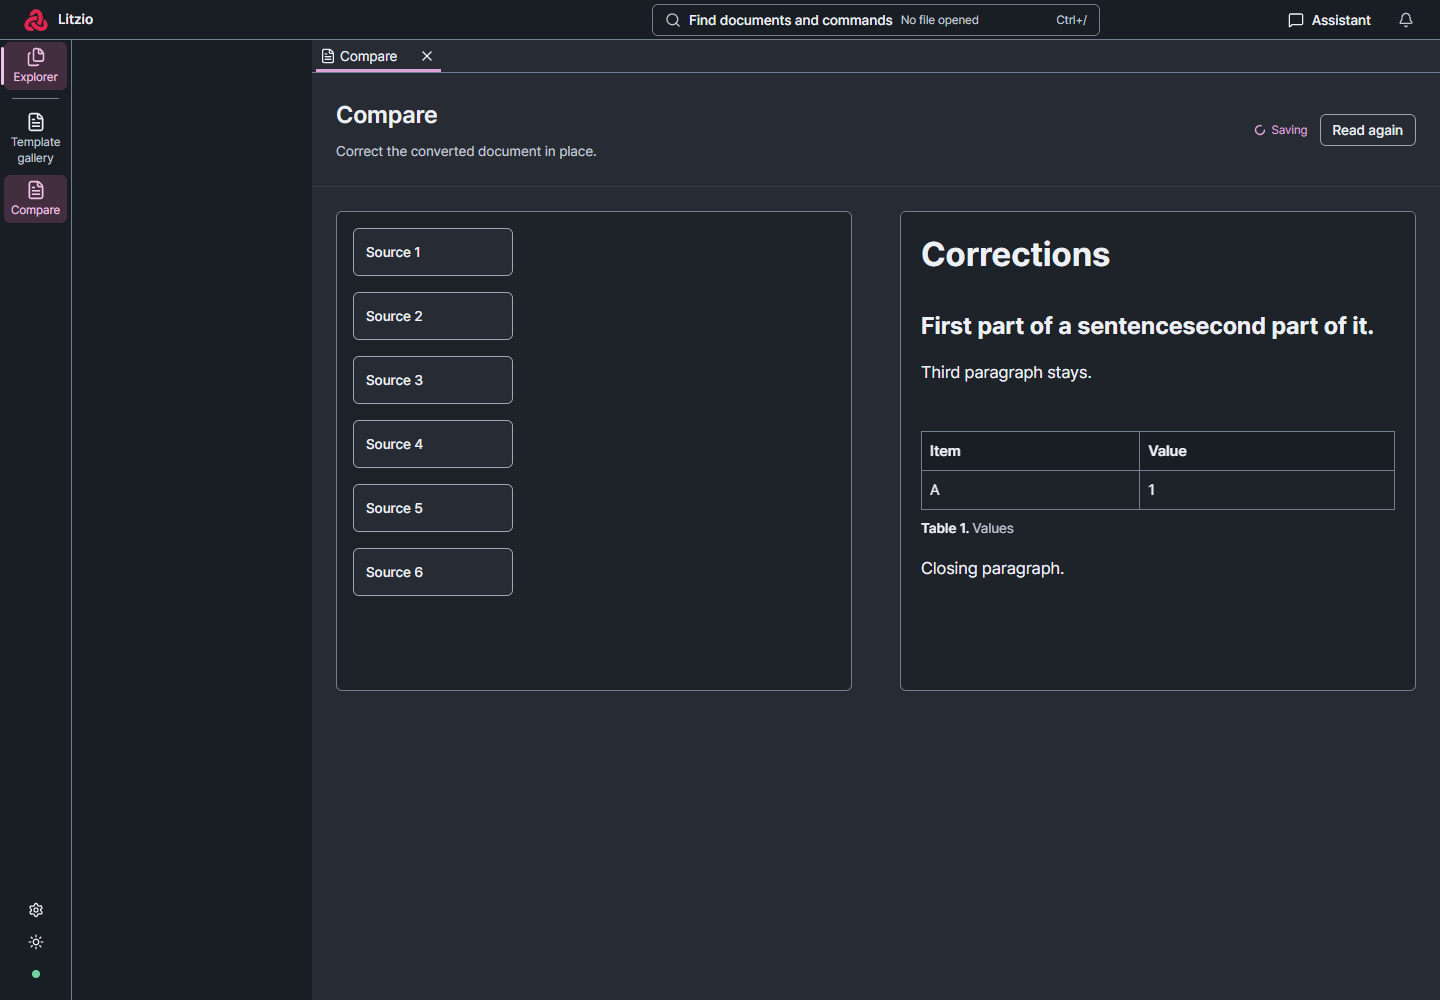 Litzio
Find documents and commands No file opened Ctrl+/
Assistant
Explorer
Template
gallery
Compare
Compare
Compare
Correct the converted document in place.
Saving
Read again
Source 1
Source 2
Source 3
Source 4
Source 5
Source 6
Corrections
First part of a sentencesecond part of it.
Third paragraph stays.
Item Value
A 1
Table 1. Values
Closing paragraph.